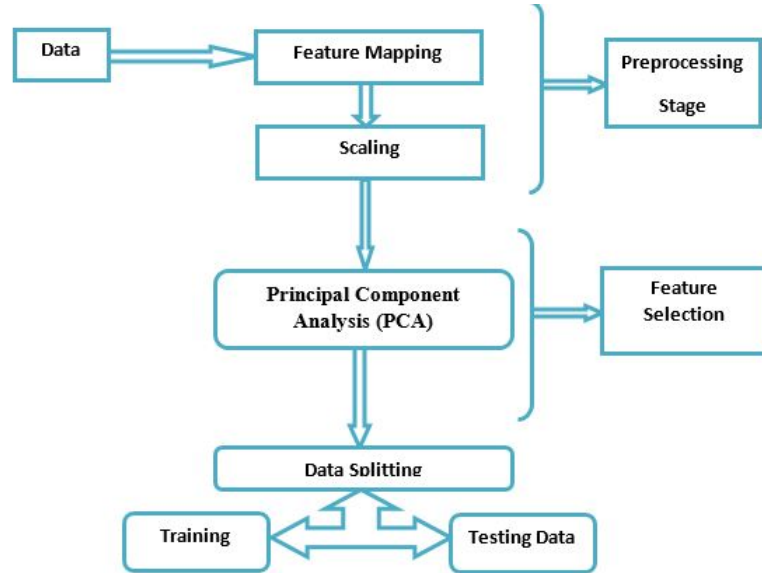 Data
Feature Mapping
Preprocessing
Stage
Scaling
Principal Component
Analysis (PCA)
Feature
Selection
Data Splitting
Training
Testing Data